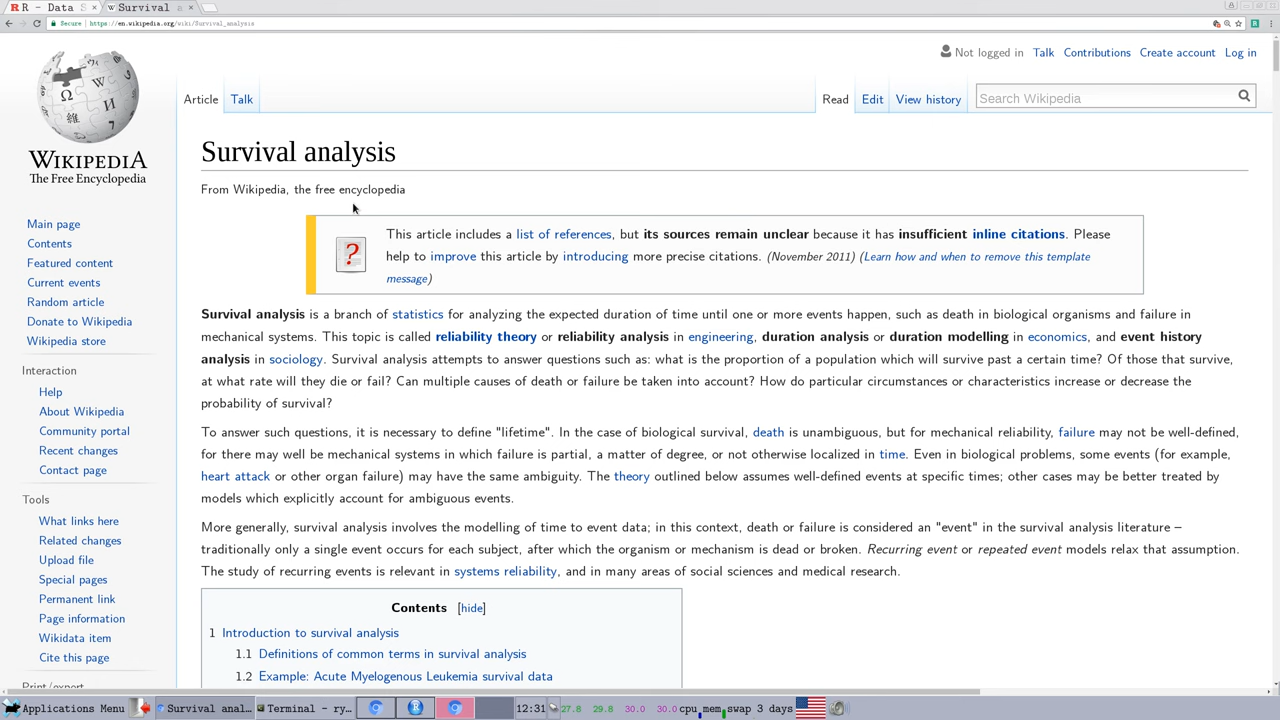 R - Data S
Survival a
Secure https://en.wikipedia.org/wiki/Survival_analysis
Not logged in Talk Contributions Create account Log in
Article Talk Read Edit View history Search Wikipedia
WIKIPEDIA
The Free Encyclopedia
Survival analysis
From Wikipedia, the free encyclopedia
This article includes a list of references, but its sources remain unclear because it has insufficient inline citations. Please
help to improve this article by introducing more precise citations. (November 2011) (Learn how and when to remove this template
message)
Survival analysis is a branch of statistics for analyzing the expected duration of time until one or more events happen, such as death in biological organisms and failure in
mechanical systems. This topic is called reliability theory or reliability analysis in engineering, duration analysis or duration modelling in economics, and event history
analysis in sociology. Survival analysis attempts to answer questions such as: what is the proportion of a population which will survive past a certain time? Of those that survive,
at what rate will they die or fail? Can multiple causes of death or failure be taken into account? How do particular circumstances or characteristics increase or decrease the
probability of survival?
To answer such questions, it is necessary to define "lifetime". In the case of biological survival, death is unambiguous, but for mechanical reliability, failure may not be well-defined,
for there may well be mechanical systems in which failure is partial, a matter of degree, or not otherwise localized in time. Even in biological problems, some events (for example,
heart attack or other organ failure) may have the same ambiguity. The theory outlined below assumes well-defined events at specific times; other cases may be better treated by
models which explicitly account for ambiguous events.
More generally, survival analysis involves the modelling of time to event data; in this context, death or failure is considered an "event" in the survival analysis literature –
traditionally only a single event occurs for each subject, after which the organism or mechanism is dead or broken. Recurring event or repeated event models relax that assumption.
The study of recurring events is relevant in systems reliability, and in many areas of social sciences and medical research.
Contents [hide]
1 Introduction to survival analysis
1.1 Definitions of common terms in survival analysis
1.2 Example: Acute Myelogenous Leukemia survival data
Main page
Contents
Featured content
Current events
Random article
Donate to Wikipedia
Wikipedia store
Interaction
Help
About Wikipedia
Community portal
Recent changes
Contact page
Tools
What links here
Related changes
Upload file
Special pages
Permanent link
Page information
Wikidata item
Cite this page
Print/export
Applications Menu Survival anal... Terminal - ry... 12:31 27.8 29.8 30.0 30.0 cpu mem swap 3 days